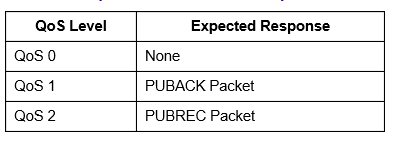 QoS Level Expected Response
QoS 0 None
QoS 1 PUBACK Packet
QoS 2 PUBREC Packet